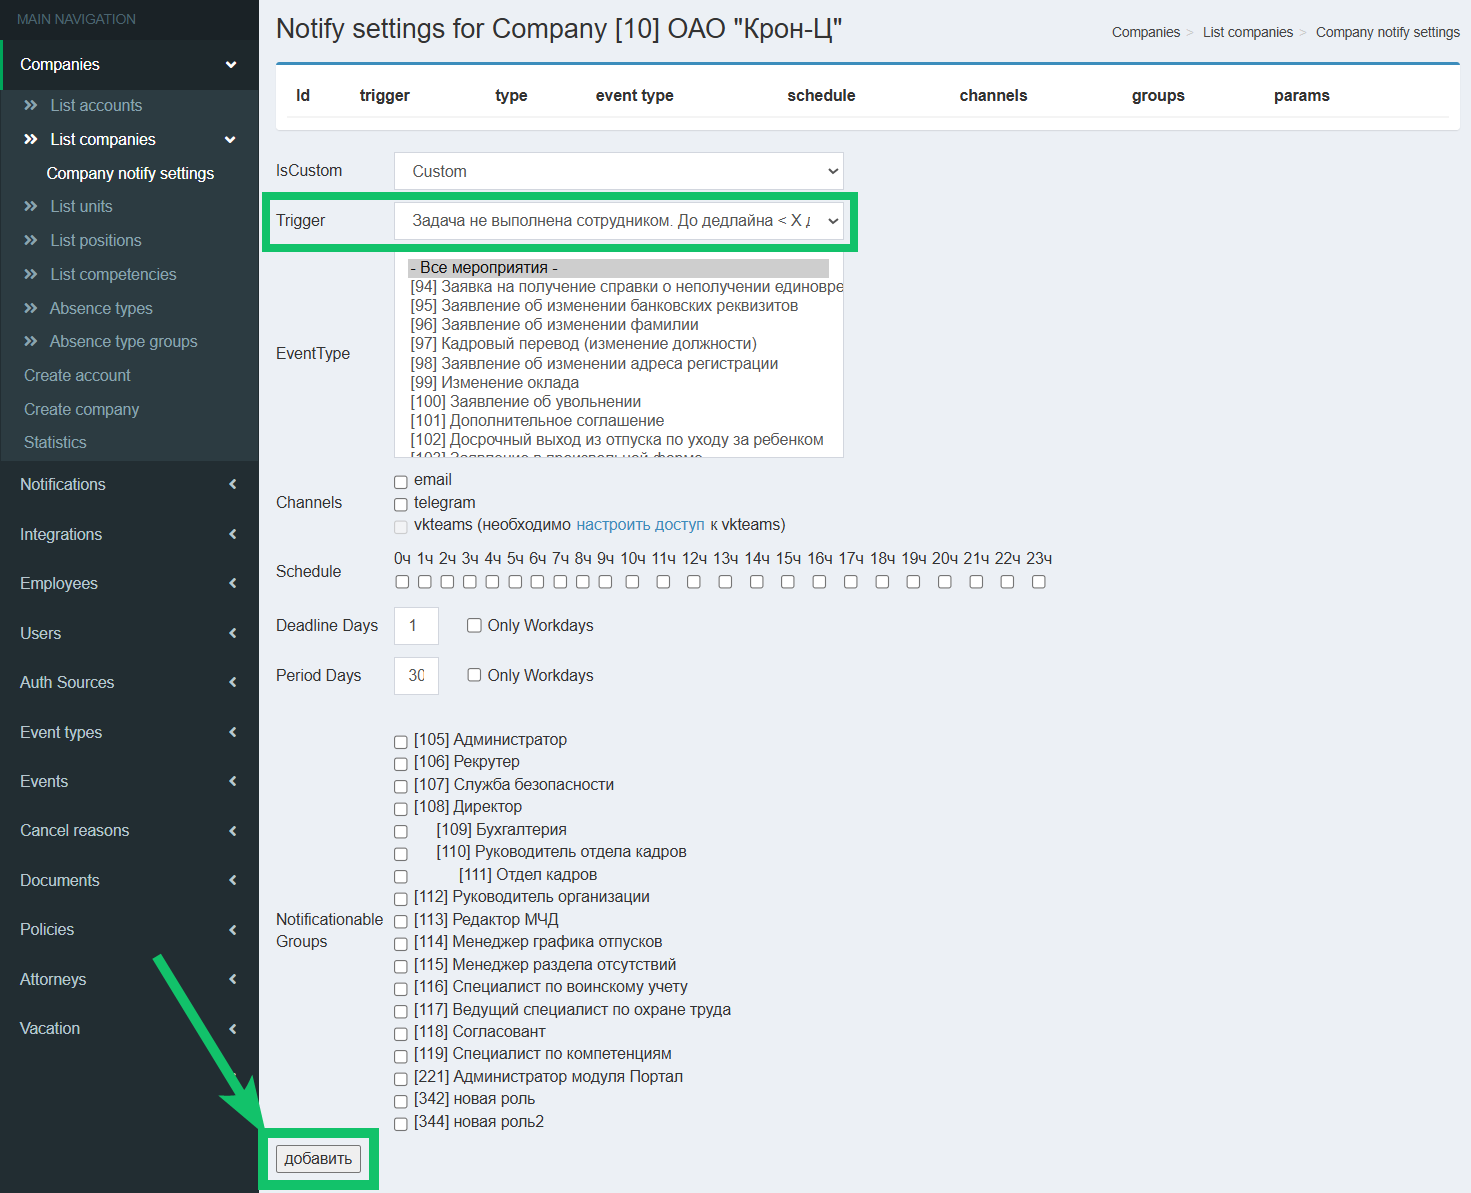 MAIN NAVIGATION
Companies
List accounts
List companies
Company notify settings
List units
List positions
List competencies
Absence types
Absence type groups
Create account
Create company
Statistics
Notifications
Integrations
Employees
Users
Auth Sources
Event types
Events
Cancel reasons
Documents
Policies
Attorneys
Vacation
Notify settings for Company [10] ОАО "Крон-Ц"
Companies > List companies > Company notify settings
Id trigger type event type schedule channels groups params
IsCustom Custom
Trigger Задача не выполнена сотрудником. До дедлайна < X
EventType
- Все мероприятия -
[94] Заявка на получение справки о неполучении единовре
[95] Заявление об изменении банковских реквизитов
[96] Заявление об изменении фамилии
[97] Кадровый перевод (изменение должности)
[98] Заявление об изменении адреса регистрации
[99] Изменение оклада
[100] Заявление об увольнении
[101] Дополнительное соглашение
[102] Досрочный выход из отпуска по уходу за ребенком
[103] Заявление в произвольной форме
Channels
email
telegram
vkteams (необходимо настроить доступ к vkteams)
Schedule
0ч 1ч 2ч 3ч 4ч 5ч 6ч 7ч 8ч 9ч 10ч 11ч 12ч 13ч 14ч 15ч 16ч 17ч 18ч 19ч 20ч 21ч 22ч 23ч
Deadline Days 1 Only Workdays
Period Days 30 Only Workdays
Notificationable
Groups
[105] Администратор
[106] Рекрутер
[107] Служба безопасности
[108] Директор
[109] Бухгалтерия
[110] Руководитель отдела кадров
[111] Отдел кадров
[112] Руководитель организации
[113] Редактор МЧД
[114] Менеджер графика отпусков
[115] Менеджер раздела отсутствий
[116] Специалист по воинскому учету
[117] Ведущий специалист по охране труда
[118] Согласовант
[119] Специалист по компетенциям
[221] Администратор модуля Портал
[342] новая роль
[344] новая роль2
добавить